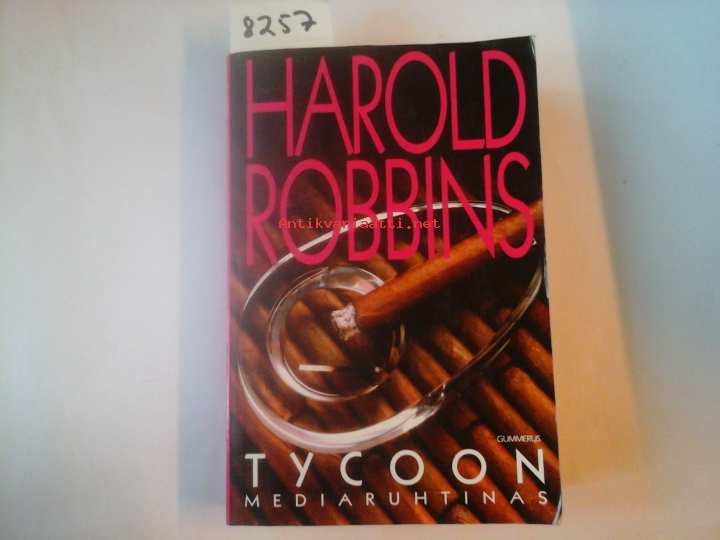 8257
HAROLD
ROBBINS
Antikvariaatti.net
GUMMERUS
TYCOON
MEDIARUHTINAS